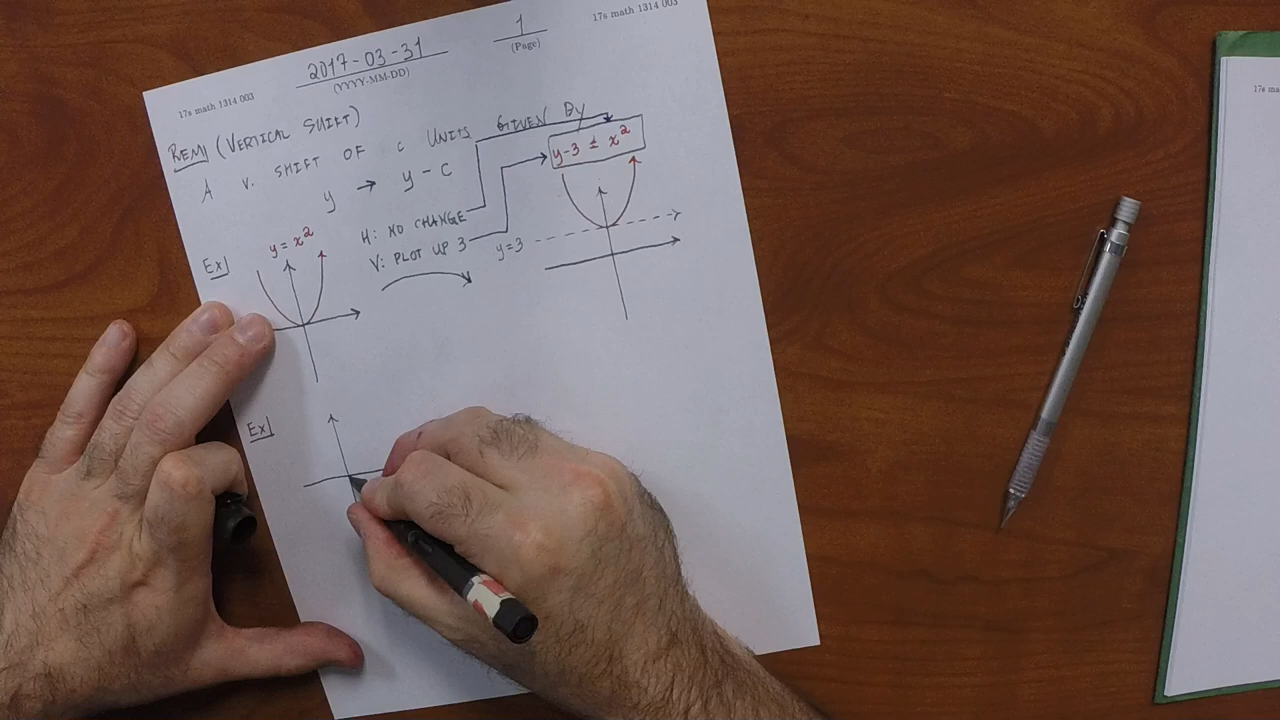 17s math 1314 003
2017-03-31
(YYYY-MM-DD)
1
(Page)
17s math 1314 003
REM (VERTICAL SHIFT)
A V. SHIFT OF C UNITS GIVEN BY
y → y - C
Ex
y = x²
H: NO CHANGE
V: PLOT UP 3
y-3 = x²
y=3
Ex